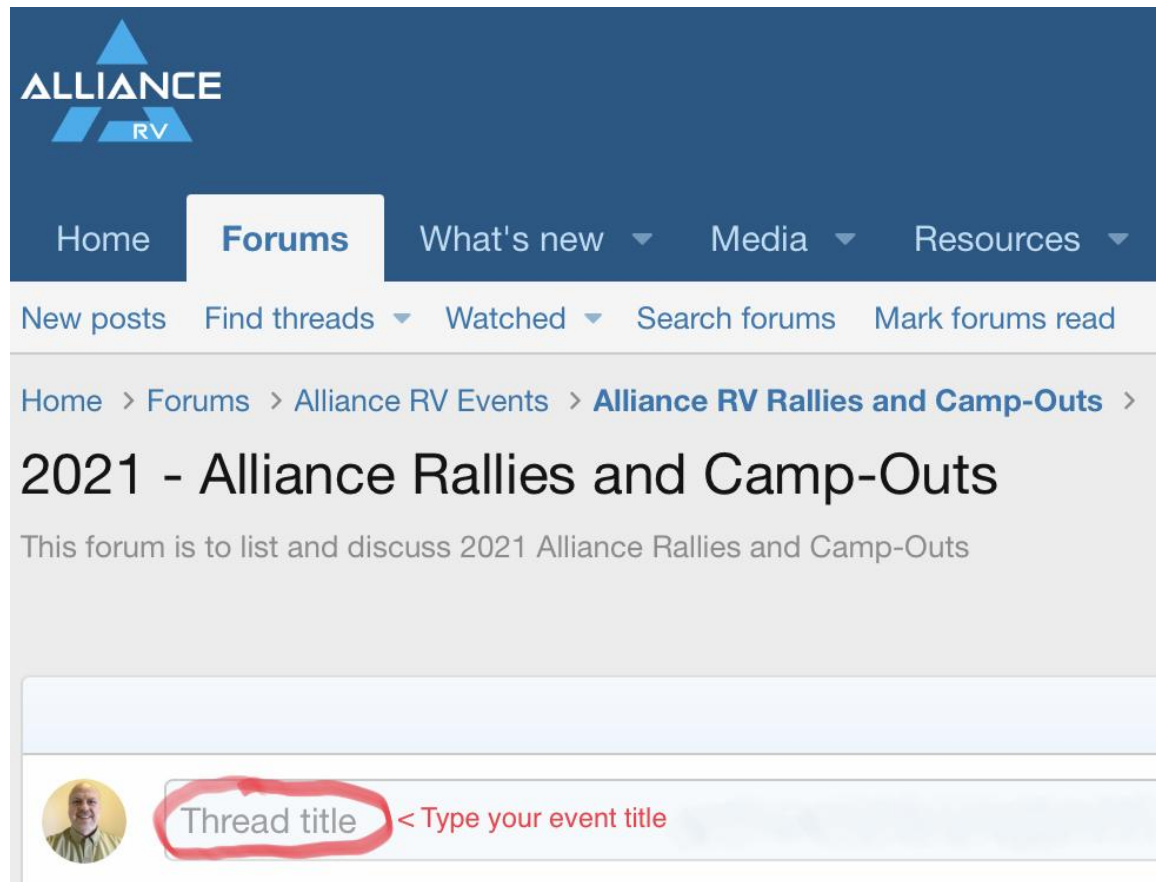 ALLIANCE
RV
Home Forums What's new Media Resources
New posts Find threads Watched Search forums Mark forums read
Home > Forums > Alliance RV Events > Alliance RV Rallies and Camp-Outs >
2021 - Alliance Rallies and Camp-Outs
This forum is to list and discuss 2021 Alliance Rallies and Camp-Outs
Thread title < Type your event title